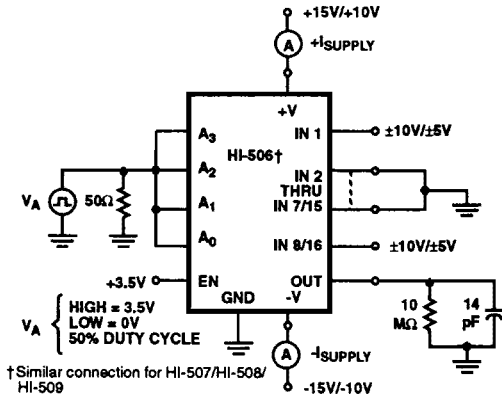 +15V/+10V
A
+ISUPPLY
+V
A3
IN 1
±10V/±5V
HI-506†
A2
IN 2
THRU
IN 7/15
VA
50Ω
A1
A0
IN 8/16
±10V/±5V
+3.5V
EN
OUT
GND
-V
10
MΩ
14
pF
VA
HIGH = 3.5V
LOW = 0V
50% DUTY CYCLE
A
-ISUPPLY
†Similar connection for HI-507/HI-508/
HI-509
-15V/-10V